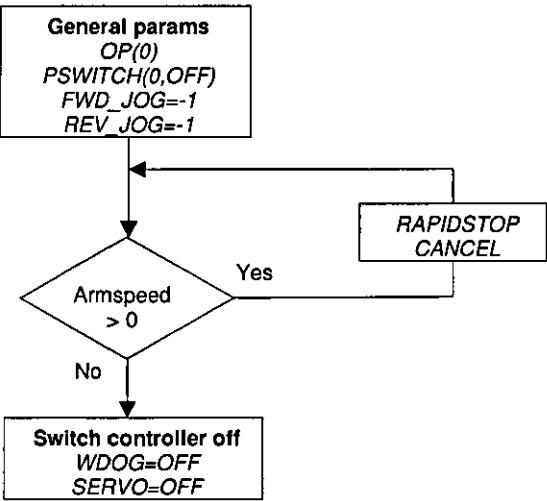 General params
OP(0)
PSWITCH(0,OFF)
FWD_JOG=-1
REV_JOG=-1
RAPIDSTOP
CANCEL
Yes
Armspeed
> 0
No
Switch controller off
WDOG=OFF
SERVO=OFF